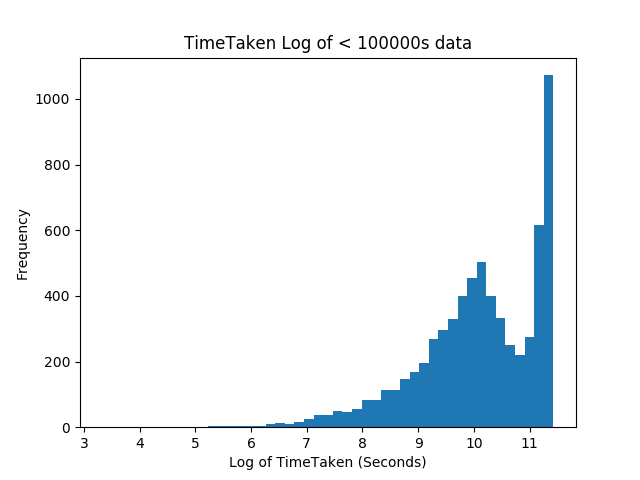 TimeTaken Log of < 100000s data
1000
800
600
400
200
0
Frequency
3 4 5 6 7 8 9 10 11
Log of TimeTaken (Seconds)